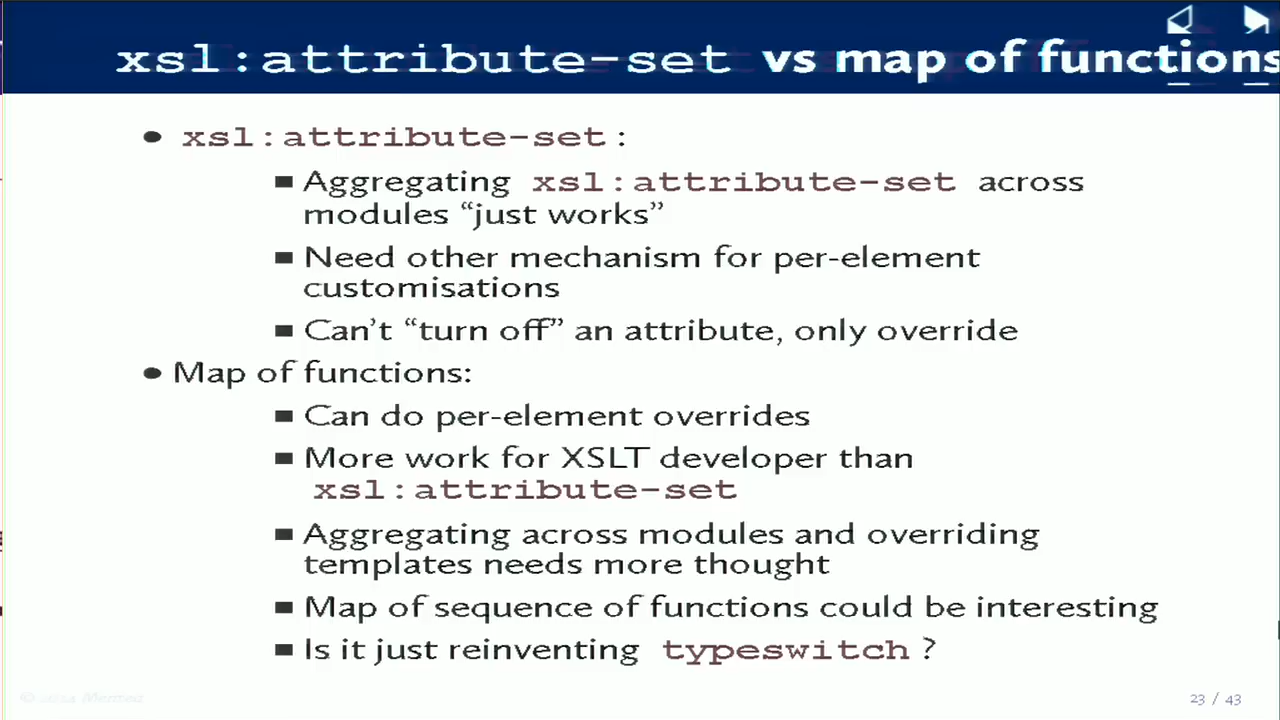 xsl:attribute-set vs map of functions
• xsl:attribute-set:
▪ Aggregating xsl:attribute-set across
modules “just works”
▪ Need other mechanism for per-element
customisations
▪ Can’t “turn off” an attribute, only override
• Map of functions:
▪ Can do per-element overrides
▪ More work for XSLT developer than
xsl:attribute-set
▪ Aggregating across modules and overriding
templates needs more thought
▪ Map of sequence of functions could be interesting
▪ Is it just reinventing typeswitch?
23 / 43